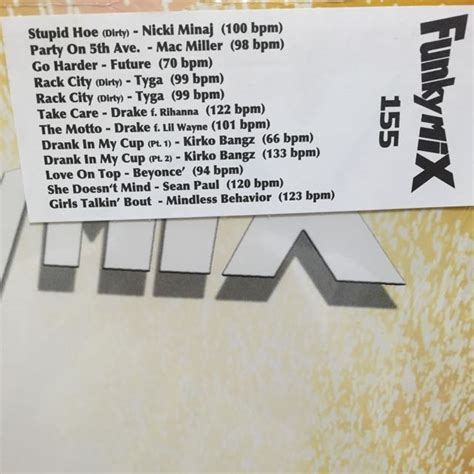 Stupid Hoe (Dirty) - Nicki Minaj (100 bpm)
Party On 5th Ave. - Mac Miller (98 bpm)
Go Harder - Future (70 bpm)
Rack City (Dirty) - Tyga (99 bpm)
Rack City (Dirty) - Tyga (99 bpm)
Take Care - Drake f. Rihanna (122 bpm)
The Motto - Drake f. Lil Wayne (101 bpm)
Drank In My Cup (Pt. 1) - Kirko Bangz (66 bpm)
Drank In My Cup (Pt. 2) - Kirko Bangz (133 bpm)
Love On Top - Beyonce' (94 bpm)
She Doesn't Mind - Sean Paul (120 bpm)
Girls Talkin' Bout - Mindless Behavior (123 bpm)
FunkymiX
155
MIX